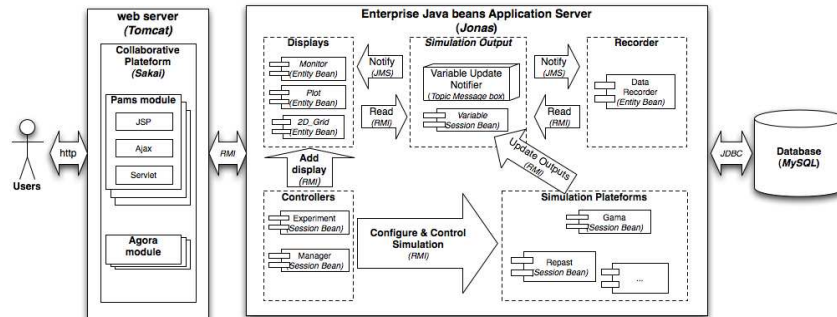 web server
(Tomcat)
Collaborative
Plateform
(Sakai)
Pams module
JSP
Ajax
Servlet
Agora
module
Users
http
RMI
Enterprise Java beans Application Server
(Jonas)
Displays
Monitor
(Entity Bean)
Plot
(Entity Bean)
2D_Grid
(Entity Bean)
Notify
(JMS)
Read
(RMI)
Simulation Output
Variable Update
Notifier
(Topic Message box)
Variable
(Session Bean)
Notify
(JMS)
Read
(RMI)
Recorder
Data
Recorder
(Entity Bean)
Add
display
(RMI)
Update Outputs
(RMI)
Controllers
Experiment
(Session Bean)
Manager
(Session Bean)
Configure & Control
Simulation
(RMI)
Simulation Plateforms
Gama
(Session Bean)
Repast
(Session Bean)
...
JDBC
Database
(MySQL)